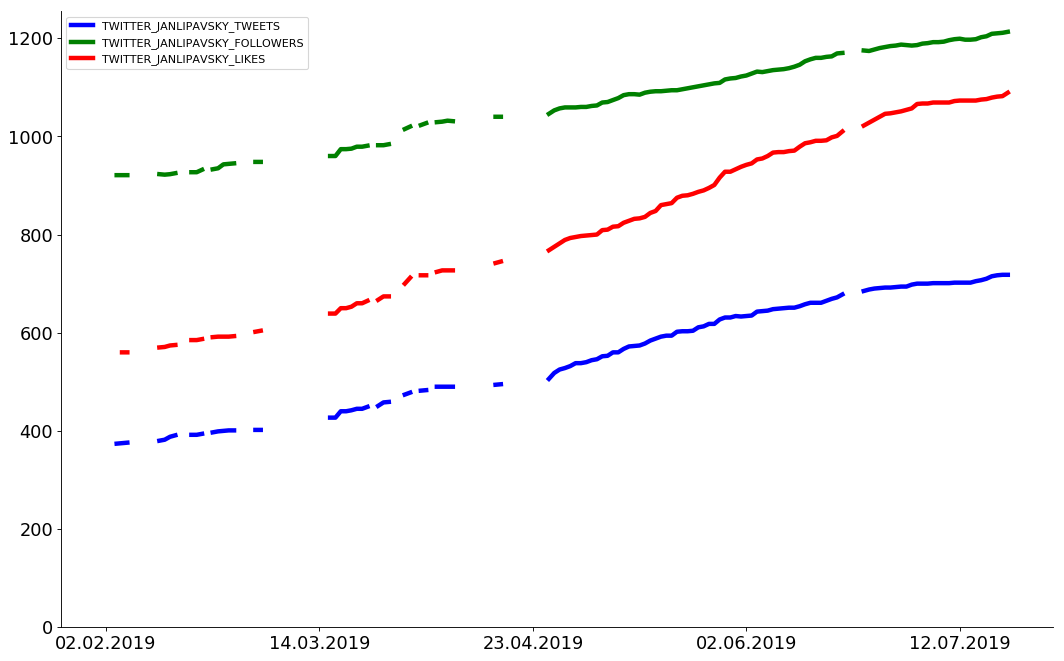 TWITTER_JANLIPAVSKY_TWEETS
TWITTER_JANLIPAVSKY_FOLLOWERS
TWITTER_JANLIPAVSKY_LIKES
1200
1000
800
600
400
200
0
02.02.2019 14.03.2019 23.04.2019 02.06.2019 12.07.2019